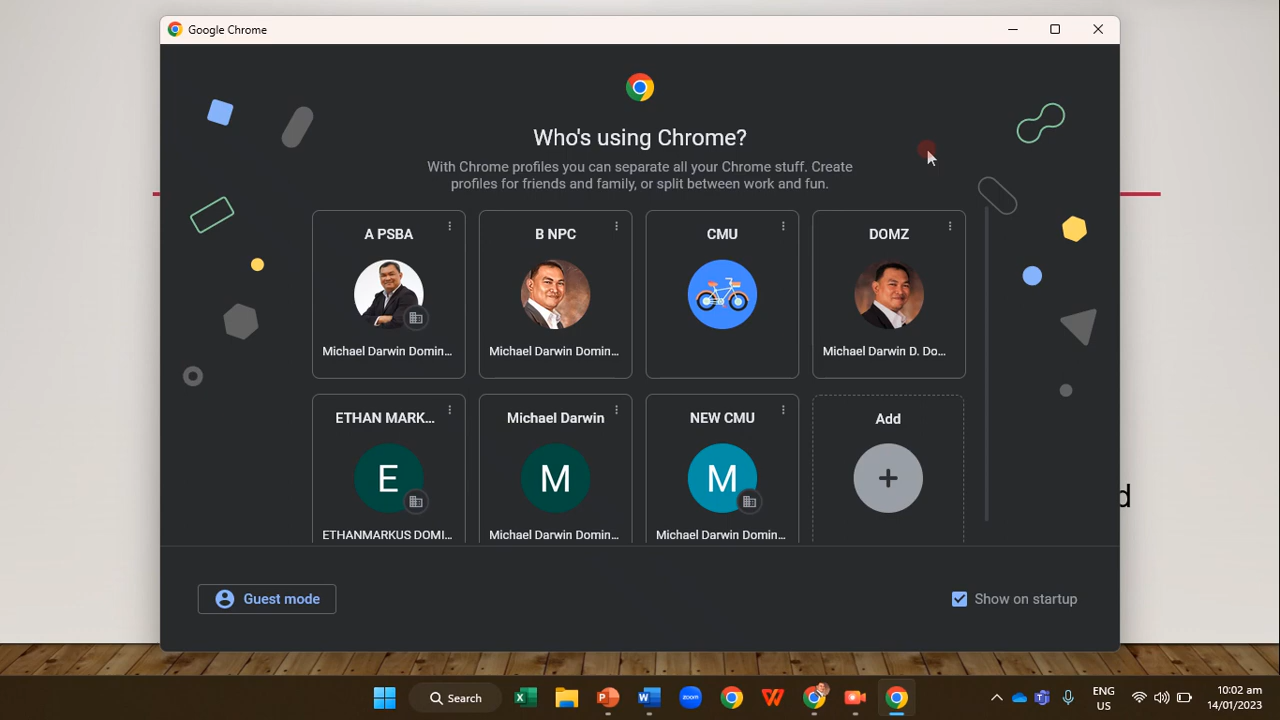 Google Chrome
Who's using Chrome?
With Chrome profiles you can separate all your Chrome stuff. Create
profiles for friends and family, or split between work and fun.
A PSBA
B NPC
CMU
DOMZ
Michael Darwin Domin...
Michael Darwin Domin...
Michael Darwin D. Do...
ETHAN MARK...
Michael Darwin
NEW CMU
Add
E
M
M
ETHANMARKUS DOMI...
Michael Darwin Domin...
Michael Darwin Domin...
d
Guest mode
Show on startup
Search
zoom
ENG
US
10:02 am
14/01/2023